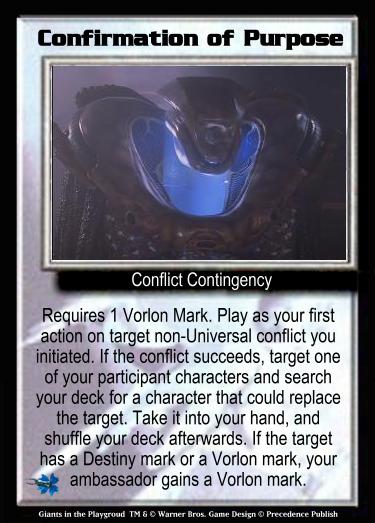 Confirmation of Purpose
Conflict Contingency
Requires 1 Vorlon Mark. Play as your first
action on target non-Universal conflict you
initiated. If the conflict succeeds, target one
of your participant characters and search
your deck for a character that could replace
the target. Take it into your hand, and
shuffle your deck afterwards. If the target
has a Destiny mark or a Vorlon mark, your
ambassador gains a Vorlon mark.
Giants in the Playgroud TM & © Warner Bros. Game Design © Precedence Publish